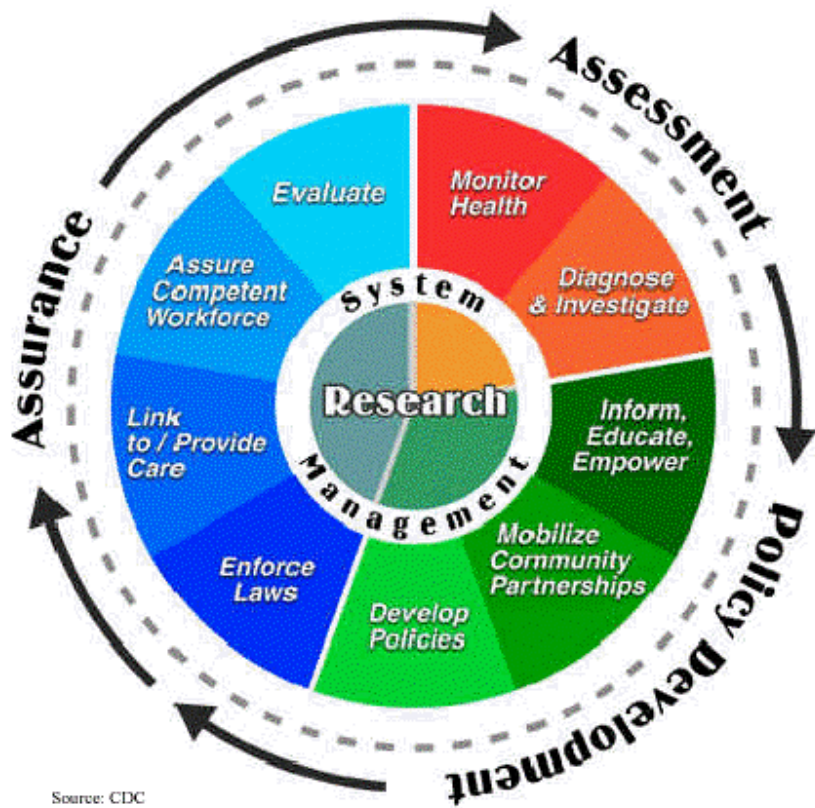 Assessment
Policy Development
Assurance
Monitor
Health
Diagnose
& Investigate
Inform,
Educate,
Empower
Mobilize
Community
Partnerships
Develop
Policies
Enforce
Laws
Link
to / Provide
Care
Assure
Competent
Workforce
Evaluate
System
Management
Research
Source: CDC